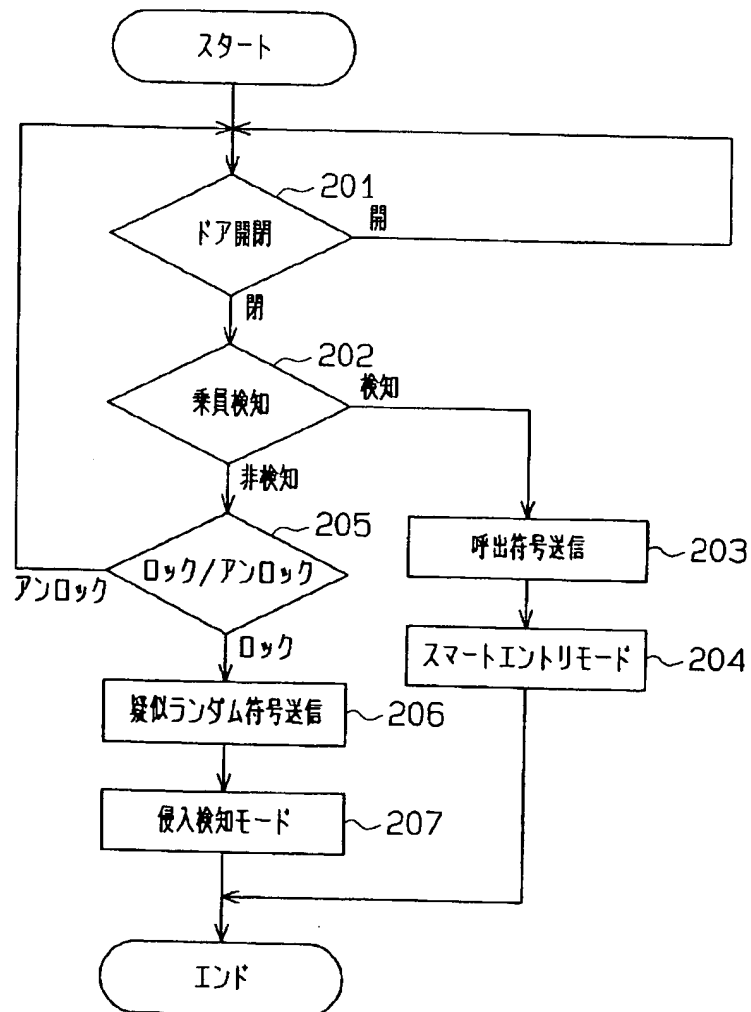 スタート
201
ドア開閉
開
閉
202
乗員検知
検知
非検知
205
ロック/アンロック
アンロック
ロック
呼出符号送信
203
スマートエントリモード
204
疑似ランダム符号送信
206
侵入検知モード
207
エンド